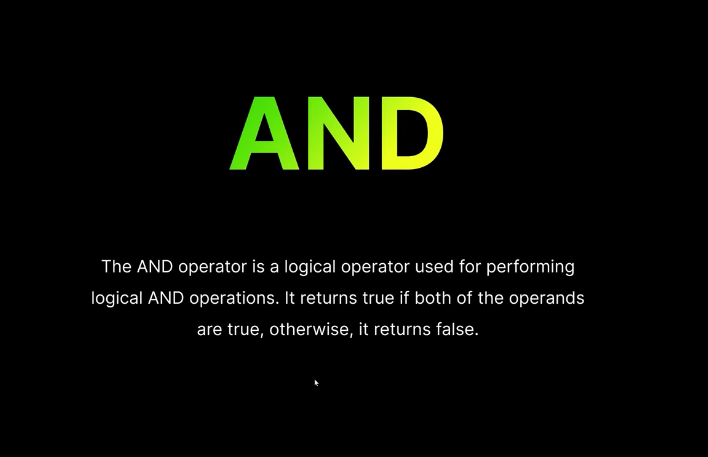 AND
The AND operator is a logical operator used for performing
logical AND operations. It returns true if both of the operands
are true, otherwise, it returns false.